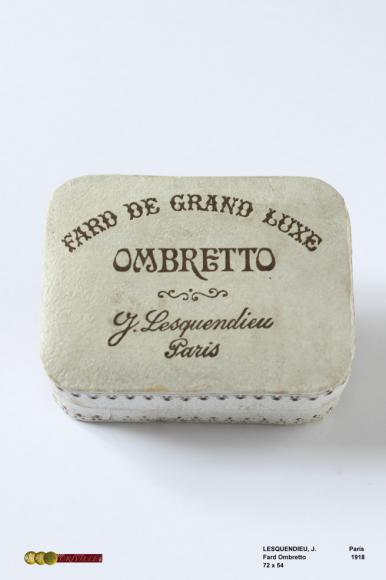 FARD DE GRAND LUXE
OMBRETTO
J. Lesquendieu
Paris
LESQUENDIEU, J. Paris
Fard Ombretto 1918
72 x 54